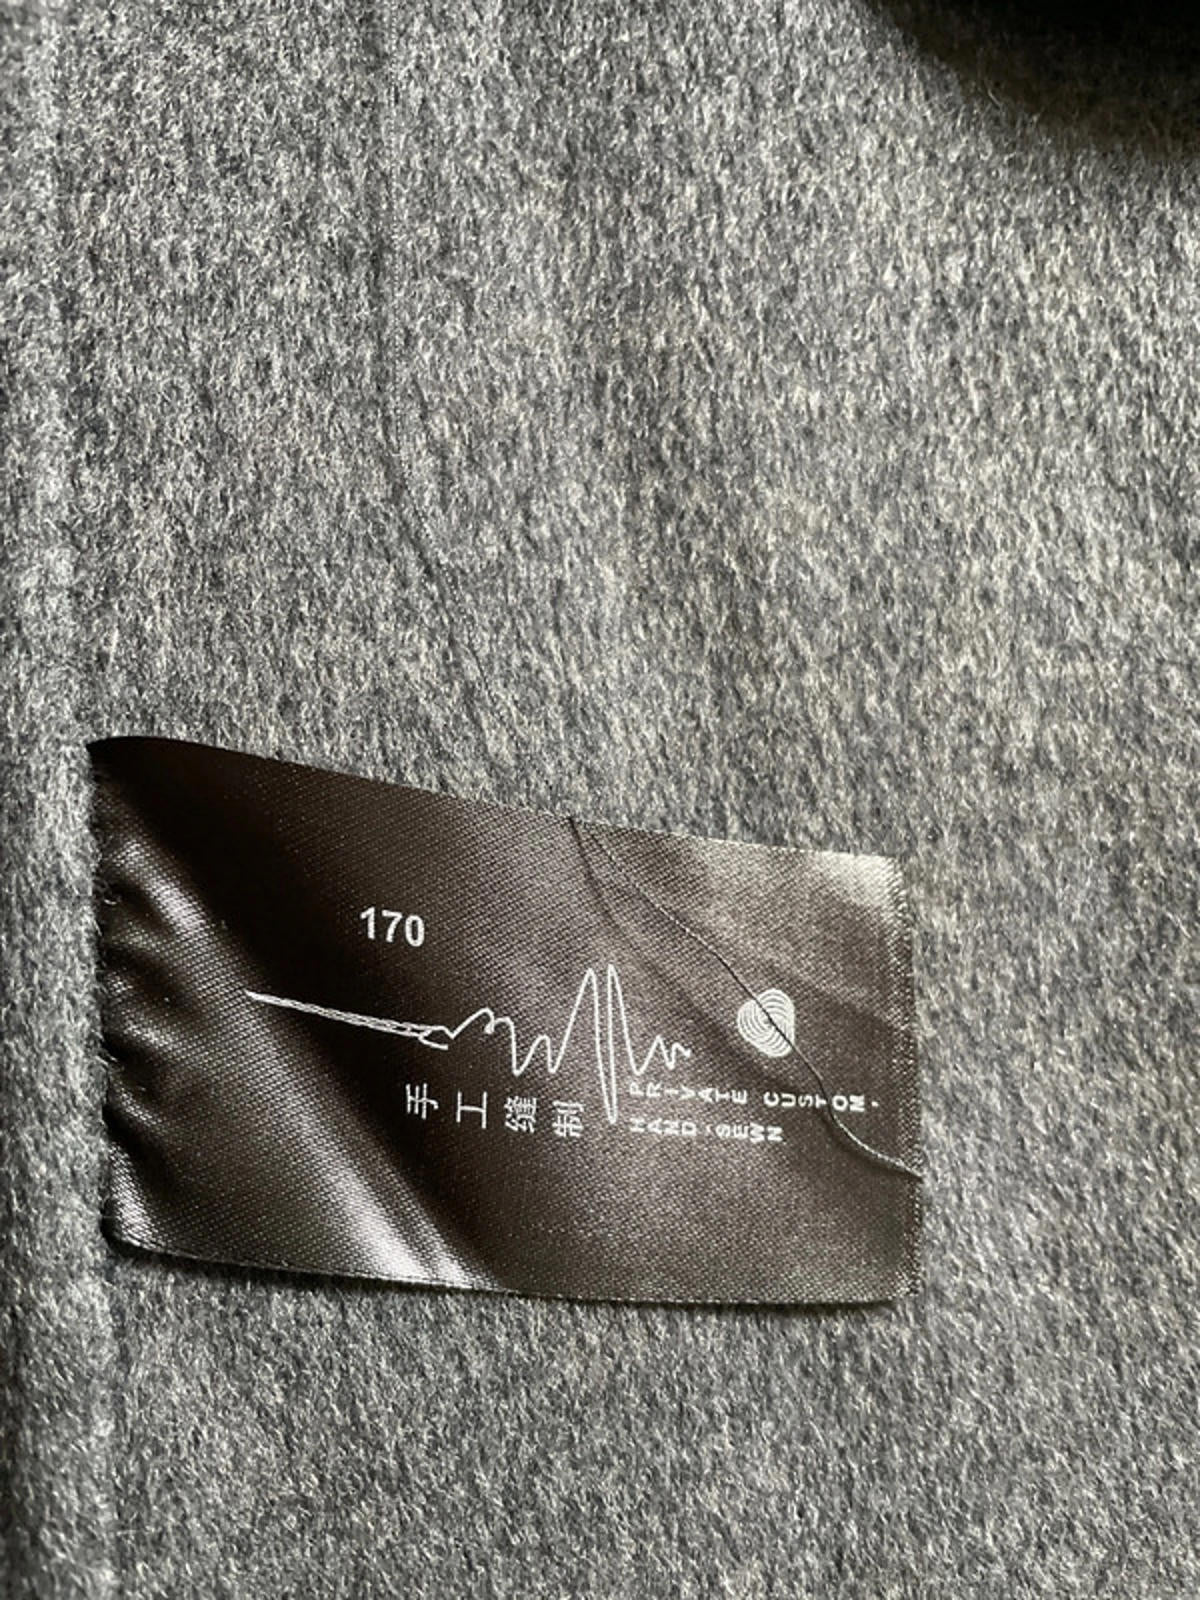 170
手工缝制
PRIVATE CUSTOM.
HAND-SEWN